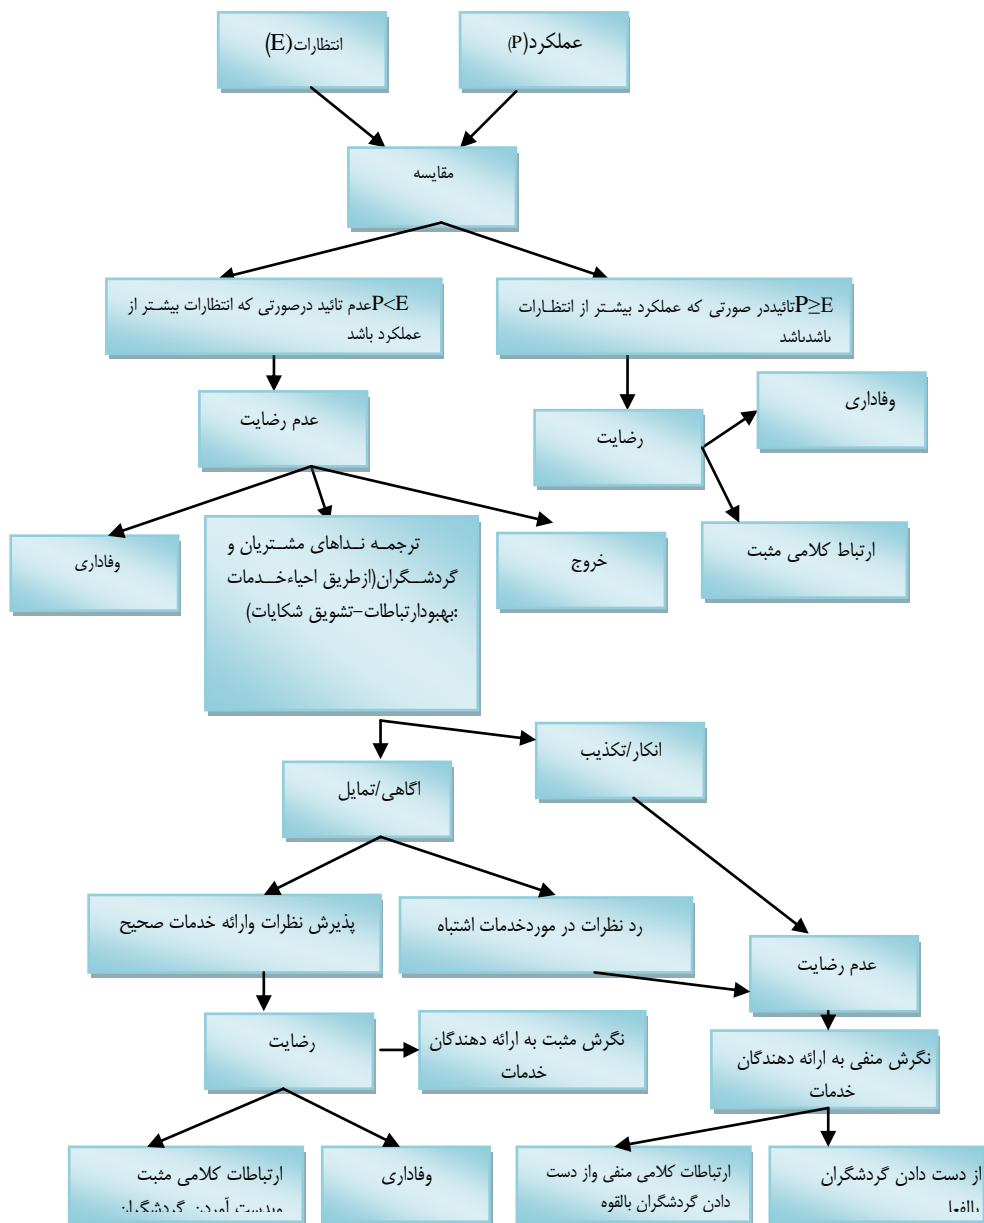 انتظارات(E)
عملکرد(P)
مقایسه
P<Eعدم تائید درصورتی که انتظارات بیشتر از
عملکرد باشد
P≥Eتائیددر صورتی که عملکرد بیشتر از انتظارات
باشدباشد
عدم رضایت
رضایت
وفاداری
ارتباط کلامی مثبت
وفاداری
ترجمه نداهای مشتریان و
گردشگران(ازطریق احیاءخدمات
:بهبودارتباطات-تشویق شکایات)
خروج
انکار/تکذیب
اگاهی/تمایل
پذیرش نظرات وارائه خدمات صحیح
رد نظرات در موردخدمات اشتباه
عدم رضایت
رضایت
نگرش مثبت به ارائه دهندگان
خدمات
نگرش منفی به ارائه دهندگان
خدمات
ارتباطات کلامی مثبت
وبدست آوردن گردشگران
وفاداری
ارتباطات کلامی منفی واز دست
دادن گردشگران بالقوه
از دست دادن گردشگران
بالفعل